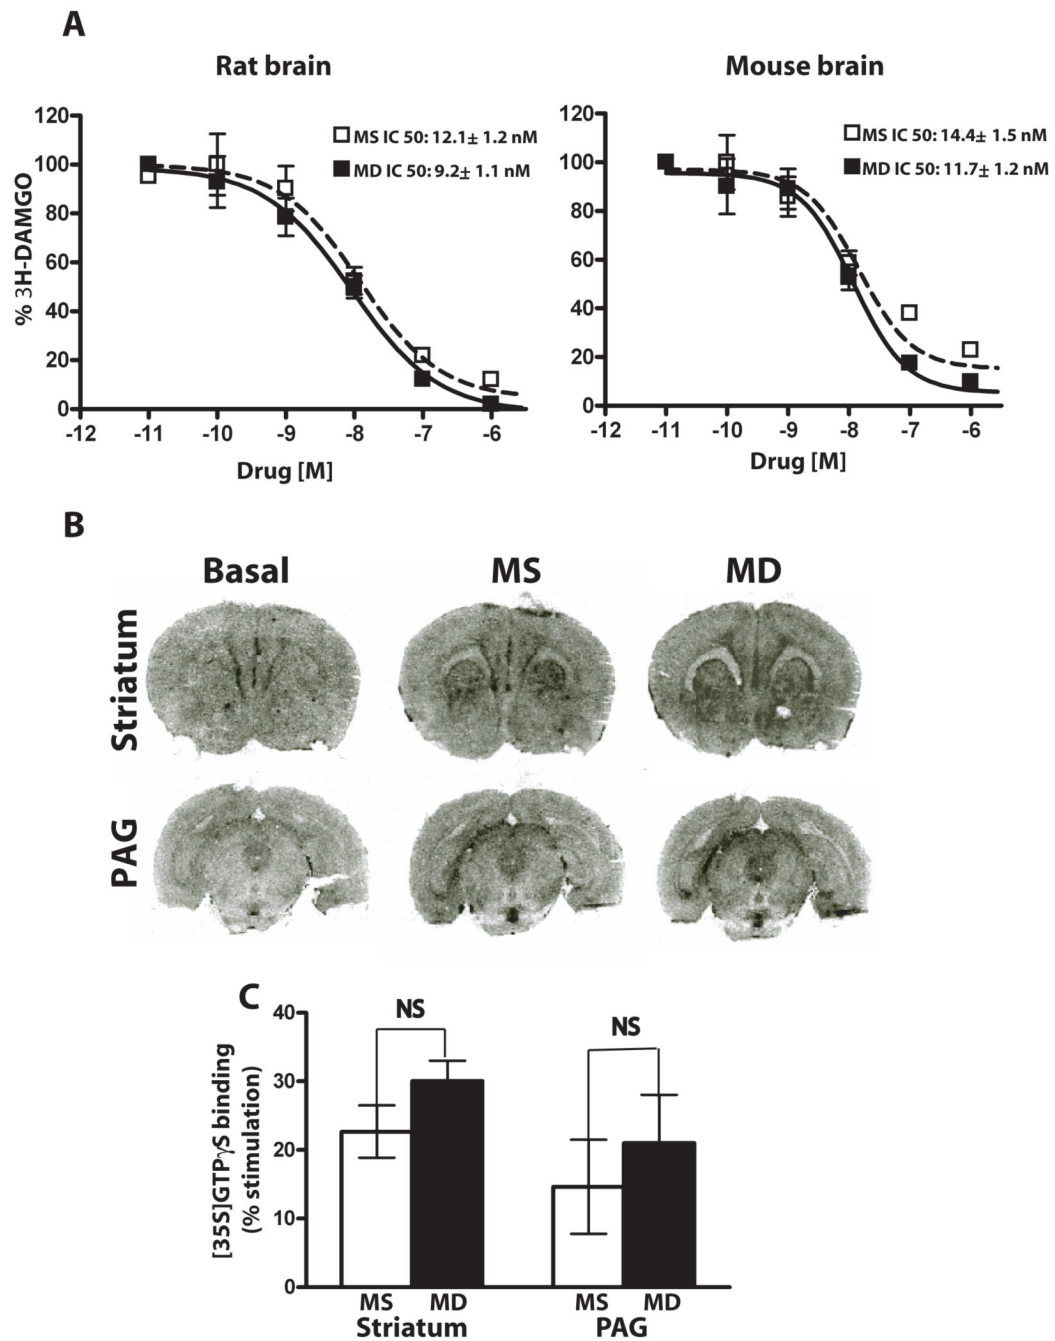 A
Rat brain
Mouse brain
% 3H-DAMGO
120
100
80
60
40
20
0
-12
-11
-10
-9
-8
-7
-6
Drug [M]
MS IC 50: 12.1± 1.2 nM
MD IC 50: 9.2± 1.1 nM
120
100
80
60
40
20
0
-12
-11
-10
-9
-8
-7
-6
Drug [M]
MS IC 50: 14.4± 1.5 nM
MD IC 50: 11.7± 1.2 nM
B
Basal
MS
MD
Striatum
PAG
C
[35S]GTPγS binding
(% stimulation)
40
30
20
10
0
NS
NS
MS
MD
MS
MD
Striatum
PAG